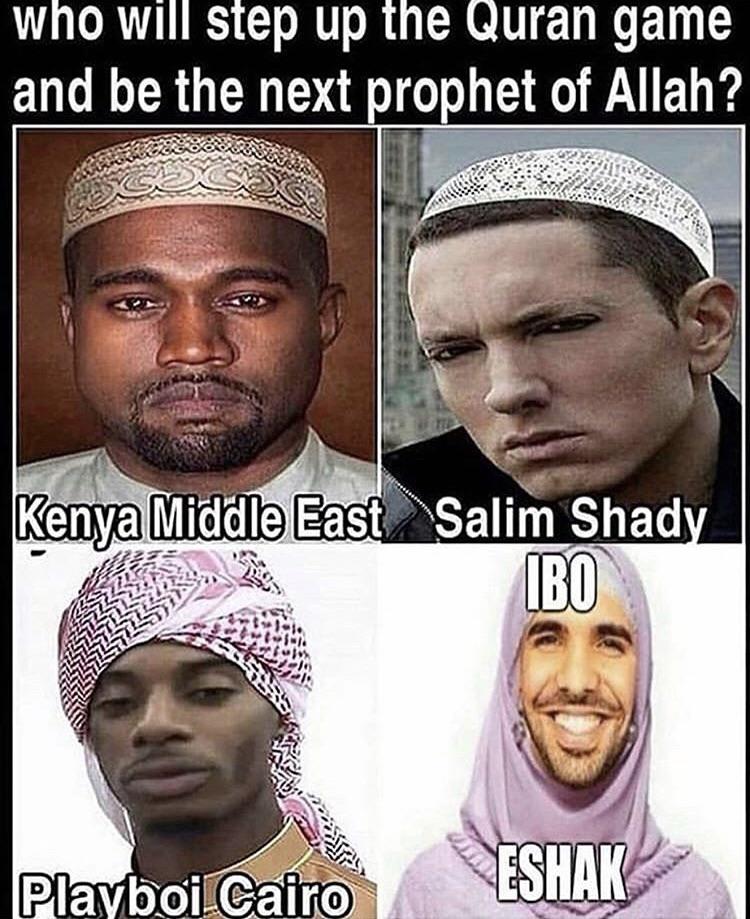 who will step up the Quran game
and be the next prophet of Allah?
Kenya Middle East
Salim Shady
Playboi Cairo
IBO
ESHAK